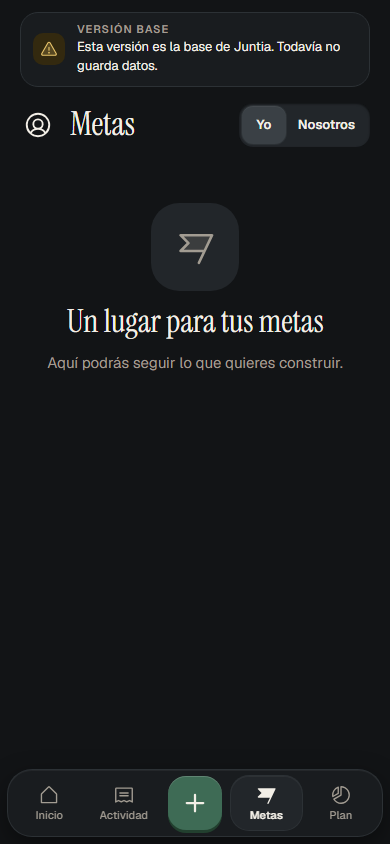 VERSIÓN BASE
Esta versión es la base de Juntia. Todavía no
guarda datos.
Metas
Yo
Nosotros
Un lugar para tus metas
Aquí podrás seguir lo que quieres construir.
Inicio
Actividad
Metas
Plan